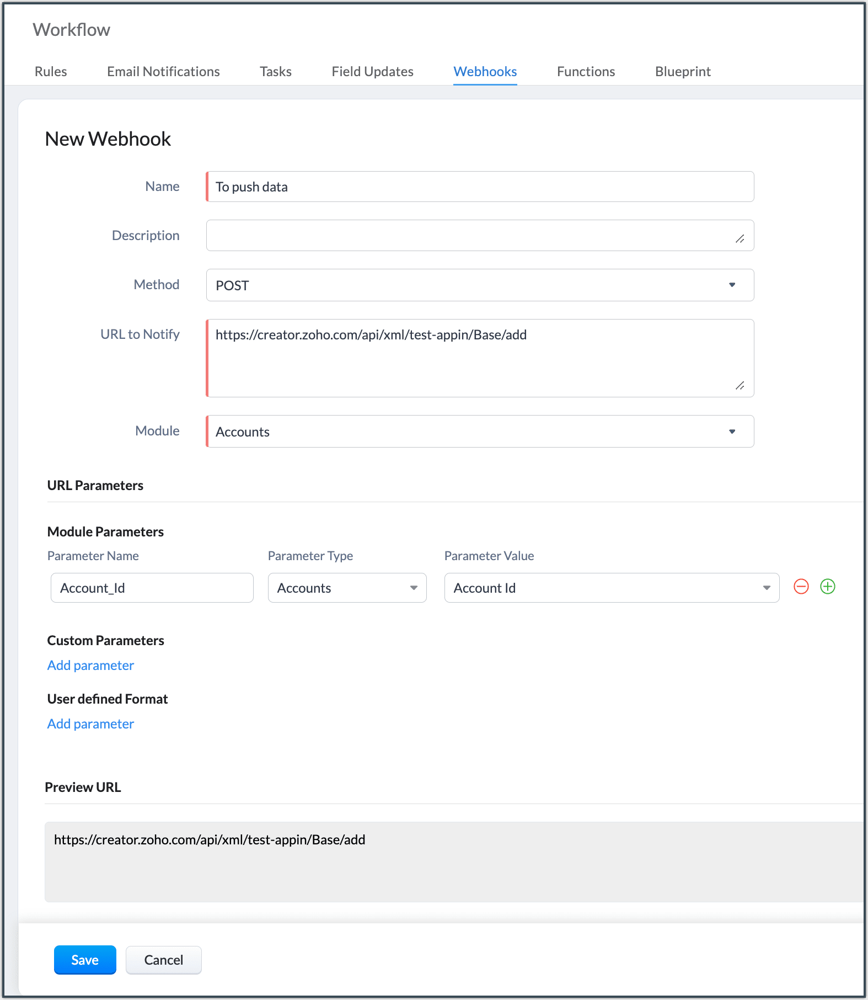 Workflow
Rules Email Notifications Tasks Field Updates Webhooks Functions Blueprint
New Webhook
Name To push data
Description
Method POST
URL to Notify https://creator.zoho.com/api/xml/test-appin/Base/add
Module Accounts
URL Parameters
Module Parameters
Parameter Name Parameter Type Parameter Value
Account_Id Accounts Account Id
Custom Parameters
Add parameter
User defined Format
Add parameter
Preview URL
https://creator.zoho.com/api/xml/test-appin/Base/add
Save Cancel